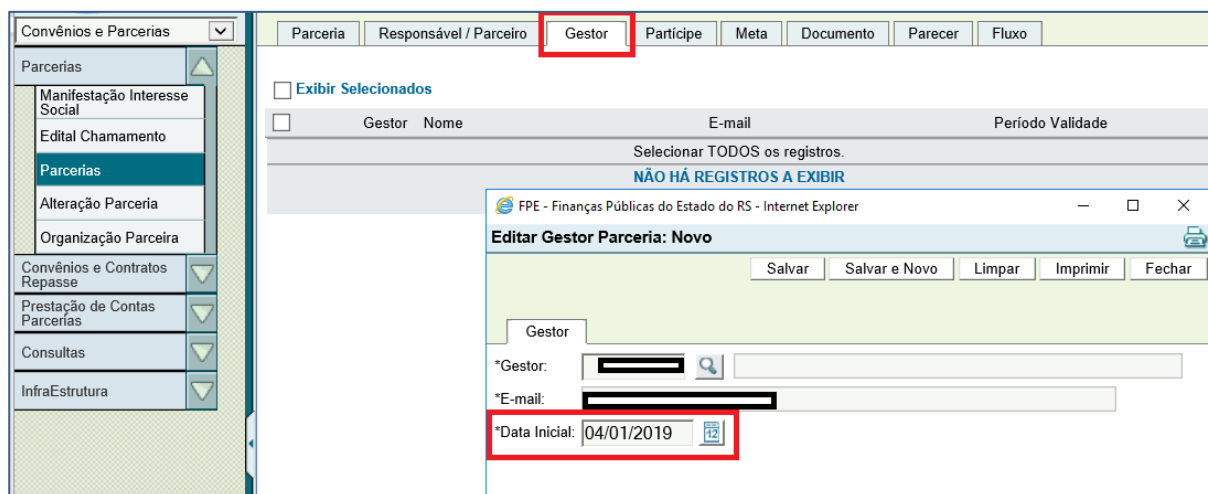 Convênios e Parcerias
Parcerias
Manifestação Interesse
Social
Edital Chamamento
Parcerias
Alteração Parceria
Organização Parceira
Convênios e Contratos
Repasse
Prestação de Contas
Parcerias
Consultas
InfraEstrutura
Parceria Responsável / Parceiro Gestor Partícipe Meta Documento Parecer Fluxo
Exibir Selecionados
Gestor Nome E-mail Período Validade
Selecionar TODOS os registros.
NÃO HÁ REGISTROS A EXIBIR
FPE - Finanças Públicas do Estado do RS - Internet Explorer
Editar Gestor Parceria: Novo
Salvar Salvar e Novo Limpar Imprimir Fechar
Gestor
*Gestor:
*E-mail:
*Data Inicial: 04/01/2019 12